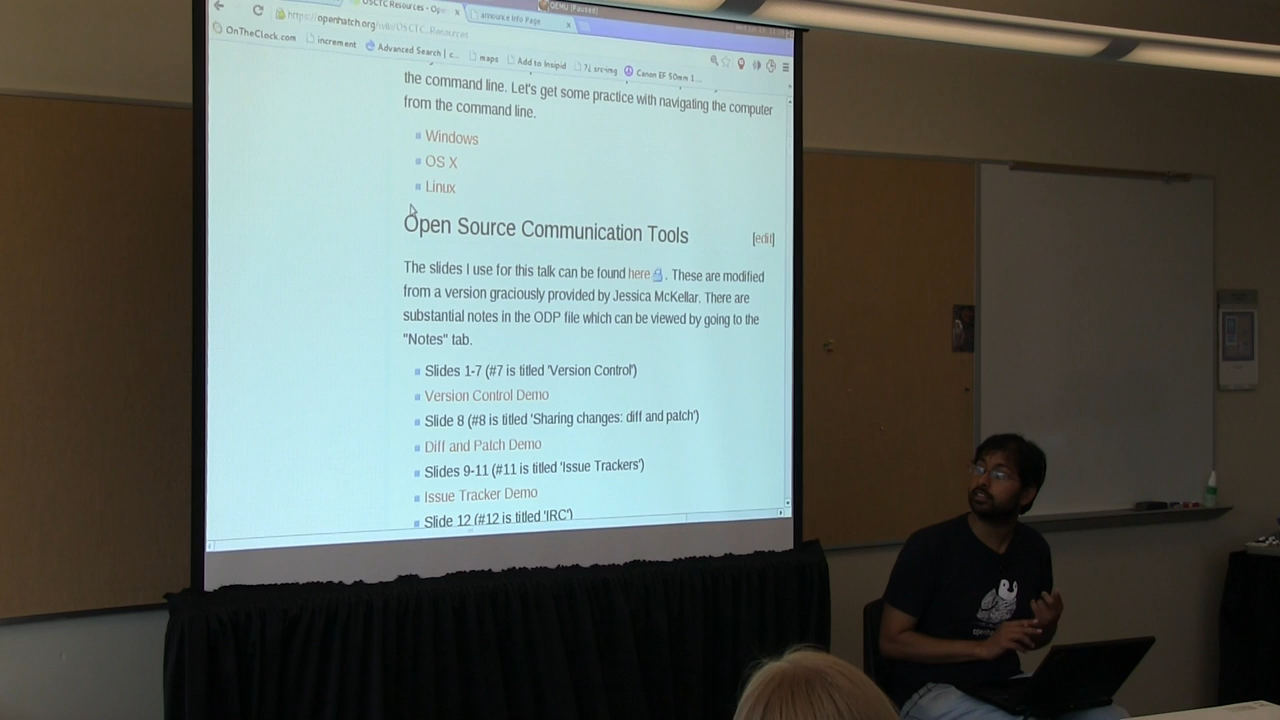 QEMU (Paused)
OSCTC Resources - Ope
announce Info Page
https://openhatch.org/wiki/OSCTC_Resources
OnTheClock.com increment Advanced Search | c... maps Add to Insipid Canon EF 50mm 1...
the command line. Let's get some practice with navigating the computer
from the command line.
Windows
OS X
Linux
Open Source Communication Tools [edit]
The slides I use for this talk can be found here . These are modified
from a version graciously provided by Jessica McKellar. There are
substantial notes in the ODP file which can be viewed by going to the
"Notes" tab.
Slides 1-7 (#7 is titled 'Version Control')
Version Control Demo
Slide 8 (#8 is titled 'Sharing changes: diff and patch')
Diff and Patch Demo
Slides 9-11 (#11 is titled 'Issue Trackers')
Issue Tracker Demo
Slide 12 (#12 is titled 'IRC')